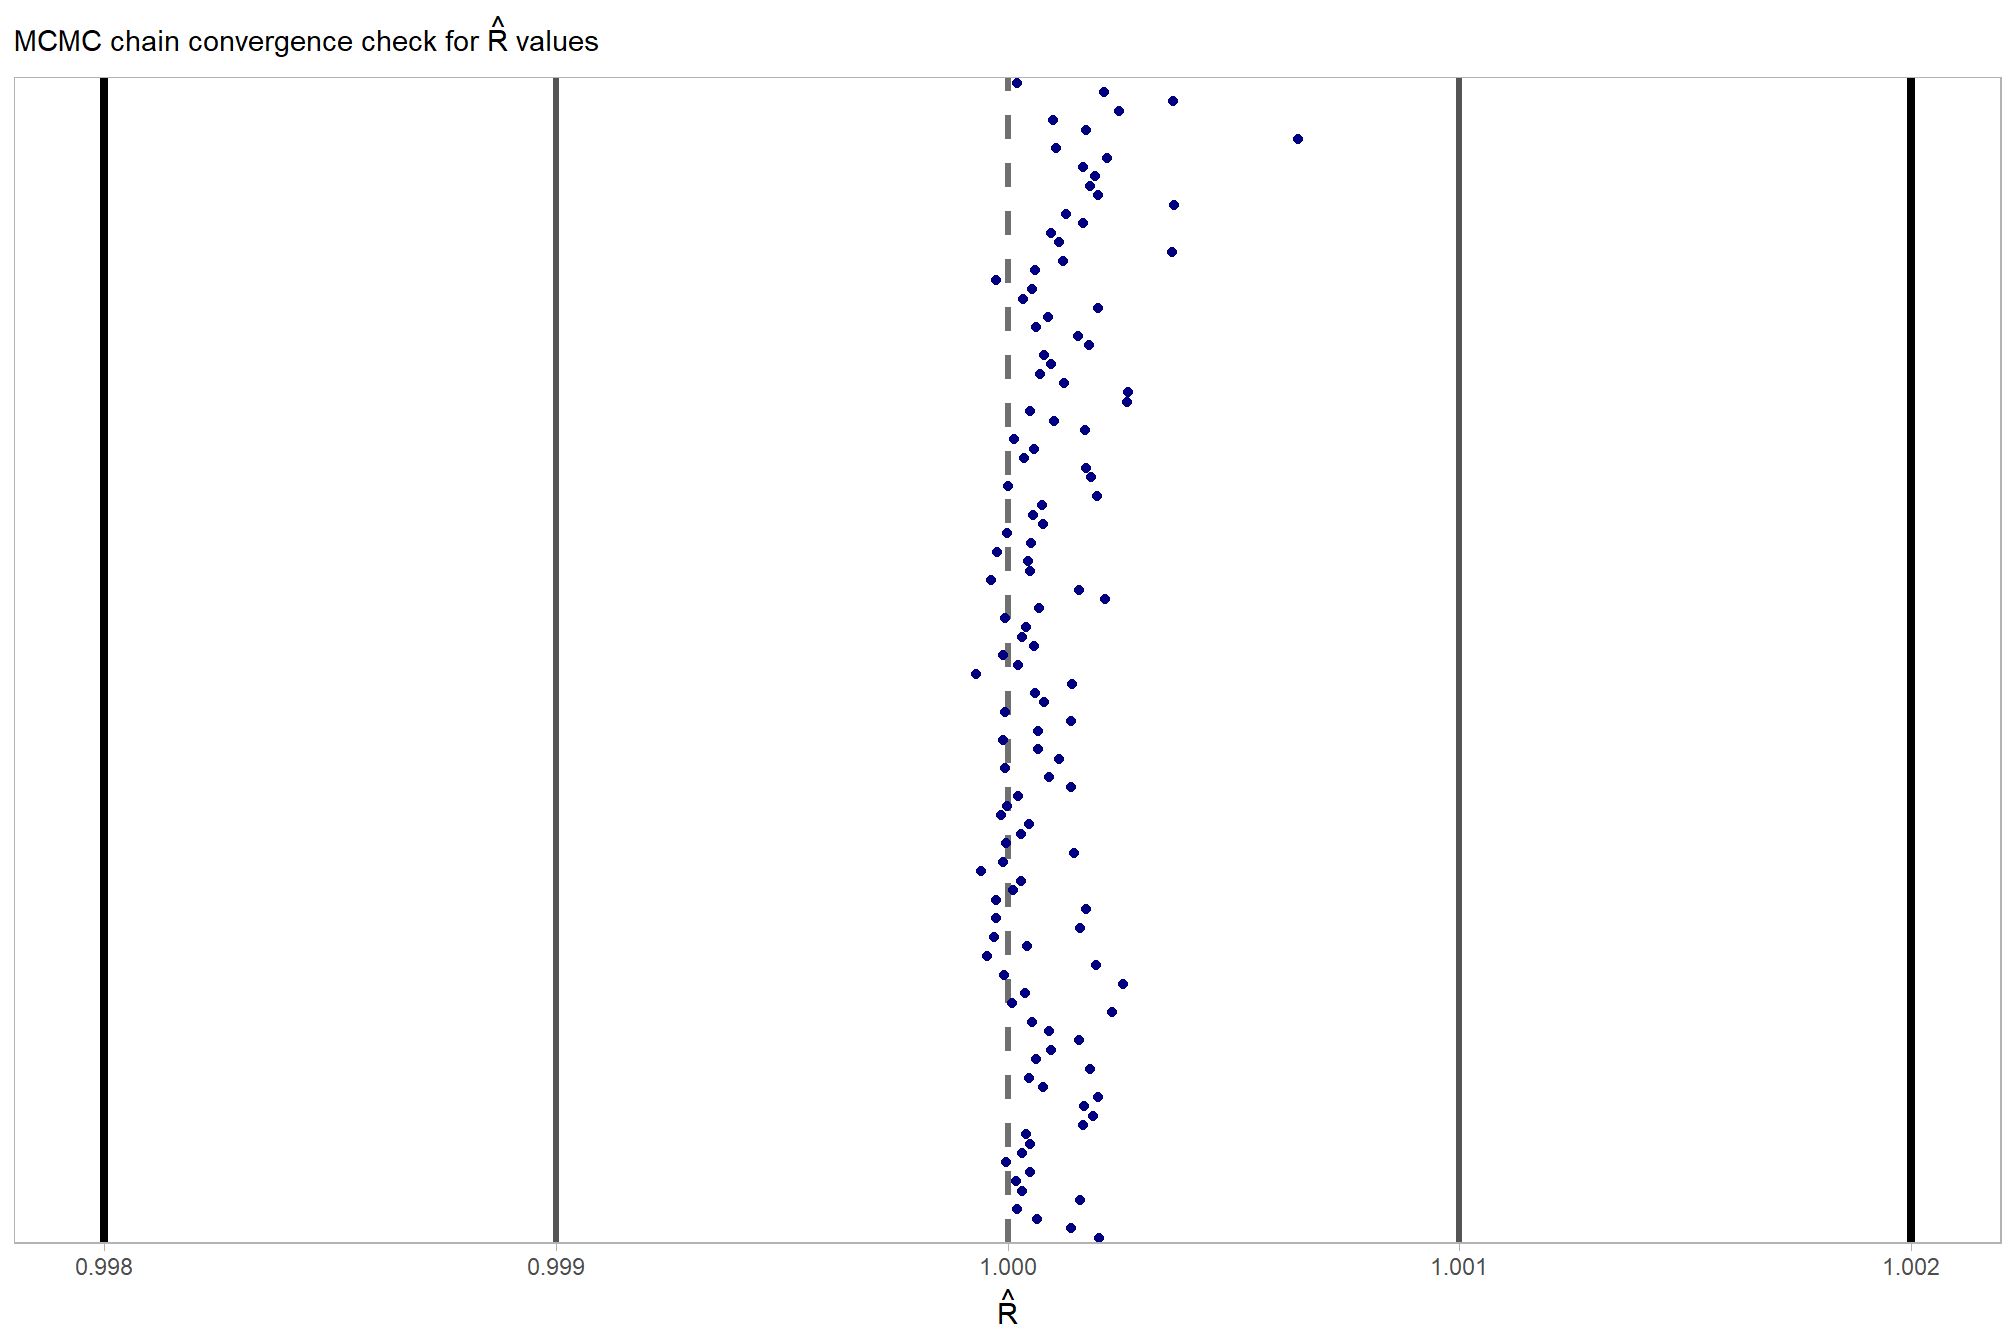 MCMC chain convergence check for R̂ values
0.998 0.999 1.000 1.001 1.002
R̂